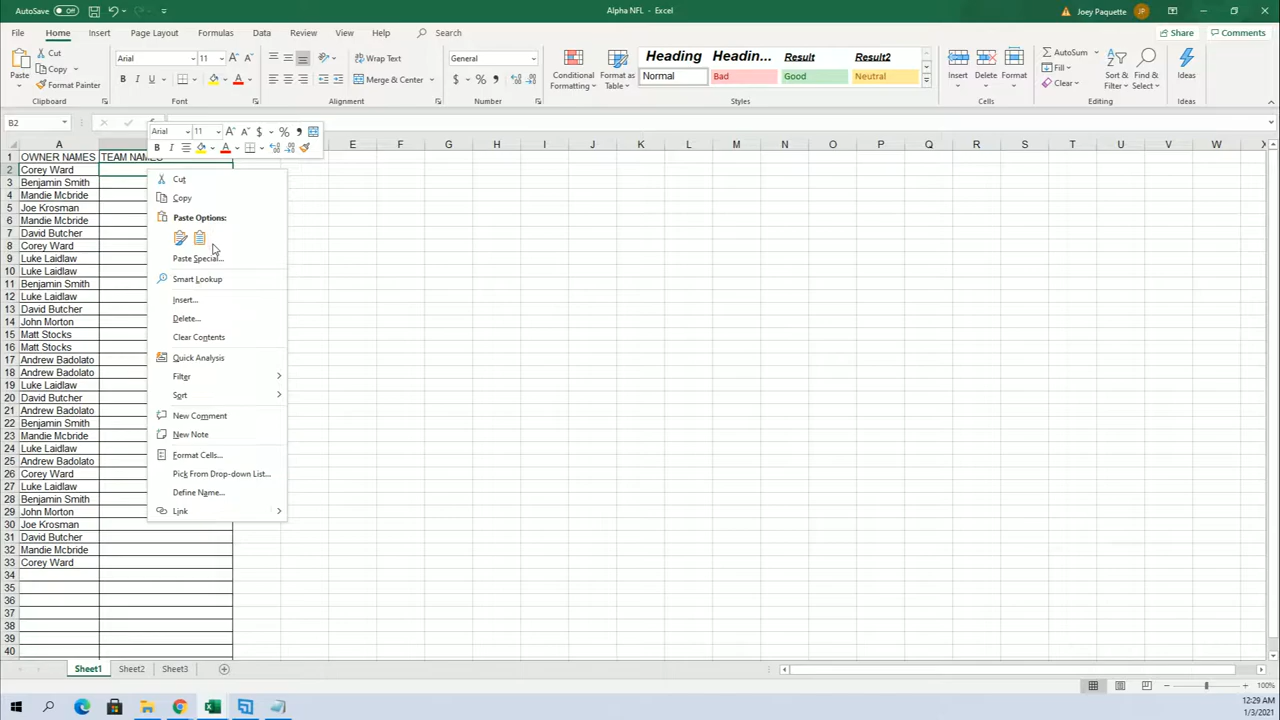 AutoSave Off Alpha NFL - Excel Joey Paquette JP
File Home Insert Page Layout Formulas Data Review View Help Search Share Comments
Paste Cut Copy Format Painter Clipboard
Arial 11 B I U A Font
Wrap Text Merge & Center Alignment
General $ % , Number
Conditional Formatting Format as Table
Heading Headin... Result Result2
Normal Bad Good Neutral Styles
Insert Delete Format Cells
AutoSum Fill Clear Sort & Filter Find & Select Editing
Ideas Ideas
B2
Arial 11 A A $ % ,
B I A
A E F G H I J K L M N O P Q R S T U V W X
1 OWNER NAMES TEAM NAMES
2 Corey Ward
3 Benjamin Smith
4 Mandie Mcbride
5 Joe Krosman
6 Mandie Mcbride
7 David Butcher
8 Corey Ward
9 Luke Laidlaw
10 Luke Laidlaw
11 Benjamin Smith
12 Luke Laidlaw
13 David Butcher
14 John Morton
15 Matt Stocks
16 Matt Stocks
17 Andrew Badolato
18 Andrew Badolato
19 Luke Laidlaw
20 David Butcher
21 Andrew Badolato
22 Benjamin Smith
23 Mandie Mcbride
24 Luke Laidlaw
25 Andrew Badolato
26 Corey Ward
27 Luke Laidlaw
28 Benjamin Smith
29 John Morton
30 Joe Krosman
31 David Butcher
32 Mandie Mcbride
33 Corey Ward
34
35
36
37
38
39
40
Cut
Copy
Paste Options:
Paste Special...
Smart Lookup
Insert...
Delete...
Clear Contents
Quick Analysis
Filter
Sort
New Comment
New Note
Format Cells...
Pick From Drop-down List...
Define Name...
Link
Sheet1 Sheet2 Sheet3
100%
12:29 AM
1/3/2021